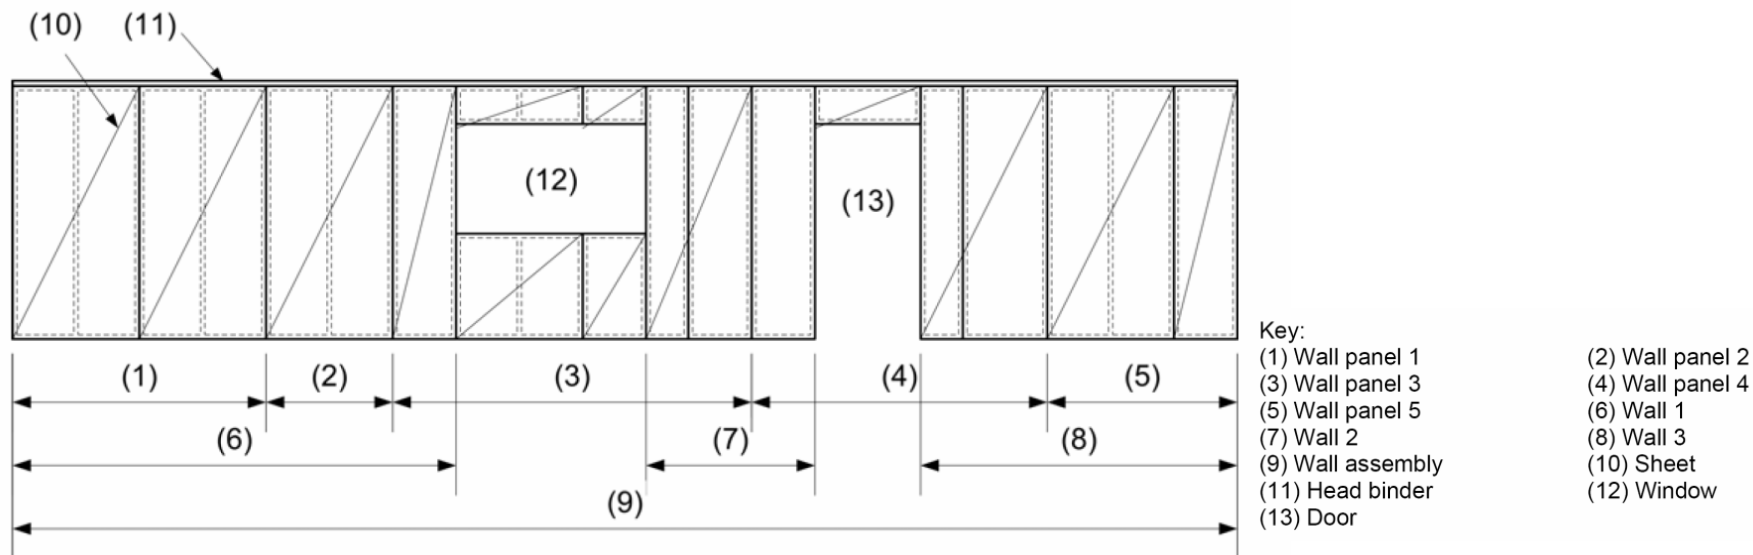 (10) (11)
(12)
(13)
(1) (2) (3) (4) (5)
(6) (7) (8)
(9)
Key:
(1) Wall panel 1 (2) Wall panel 2
(3) Wall panel 3 (4) Wall panel 4
(5) Wall panel 5 (6) Wall 1
(7) Wall 2 (8) Wall 3
(9) Wall assembly (10) Sheet
(11) Head binder (12) Window
(13) Door